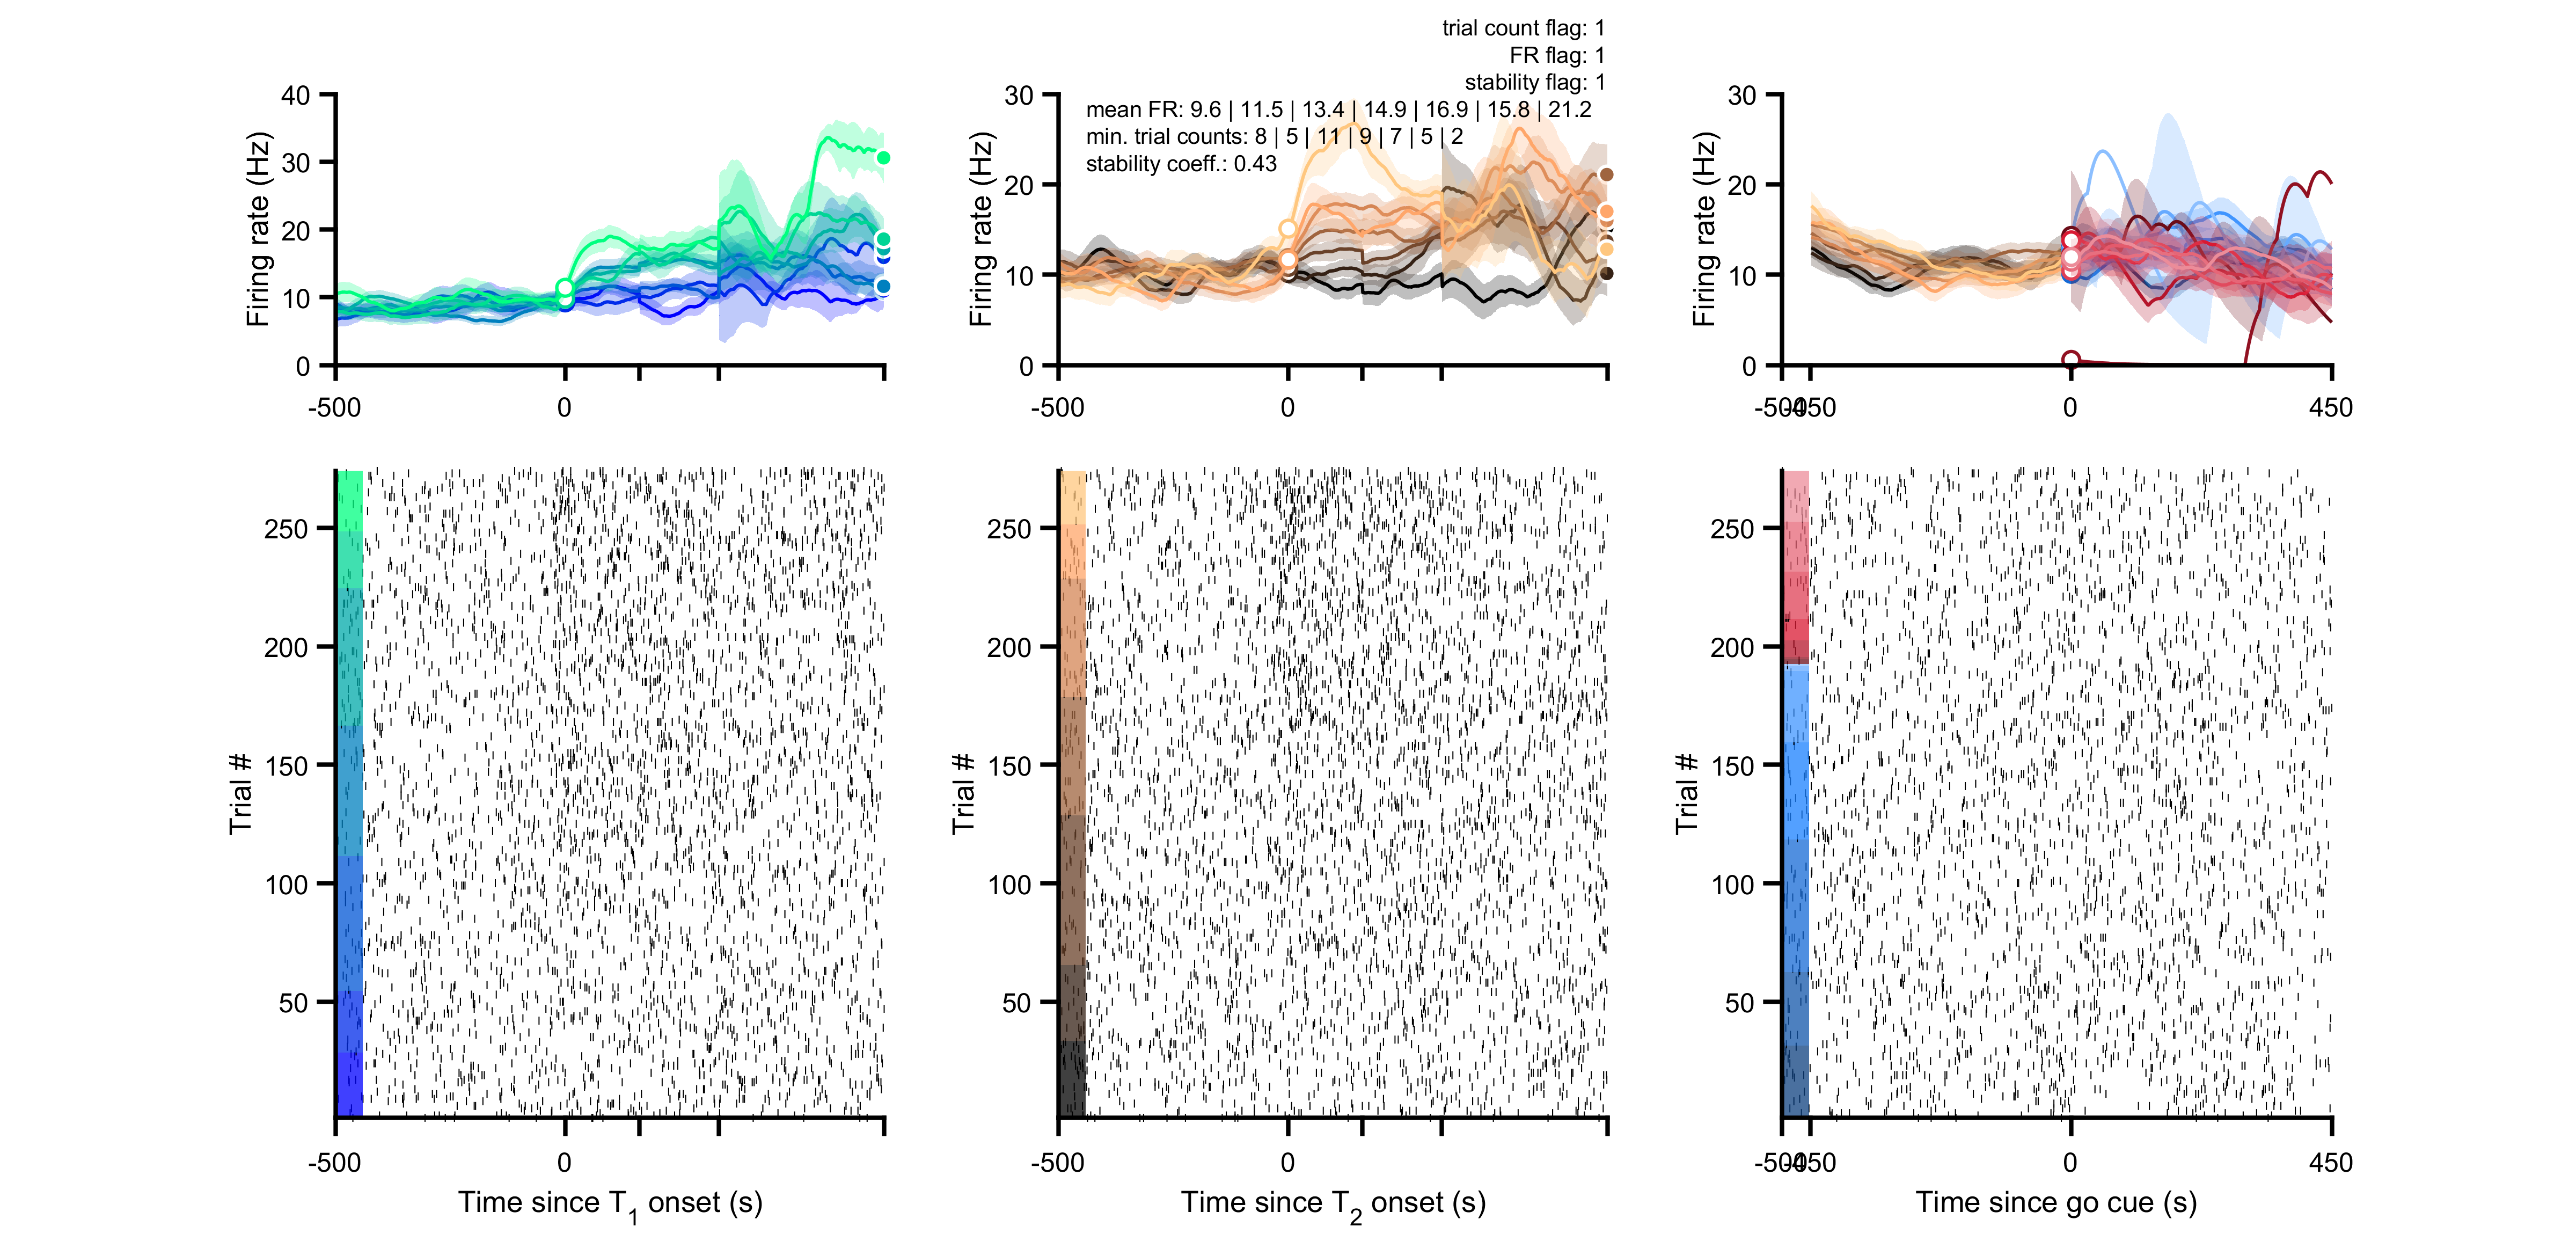 trial count flag: 1
FR flag: 1
stability flag: 1
mean FR: 9.6 | 11.5 | 13.4 | 14.9 | 16.9 | 15.8 | 21.2
min. trial counts: 8 | 5 | 11 | 9 | 7 | 5 | 2
stability coeff.: 0.43
Firing rate (Hz)
40
30
20
10
0
-500
0
Firing rate (Hz)
30
20
10
0
-500
0
Firing rate (Hz)
30
20
10
0
-500
-450
0
450
Trial #
250
200
150
100
50
-500
0
Time since T1 onset (s)
Trial #
250
200
150
100
50
-500
0
Time since T2 onset (s)
Trial #
250
200
150
100
50
-500
-450
0
450
Time since go cue (s)